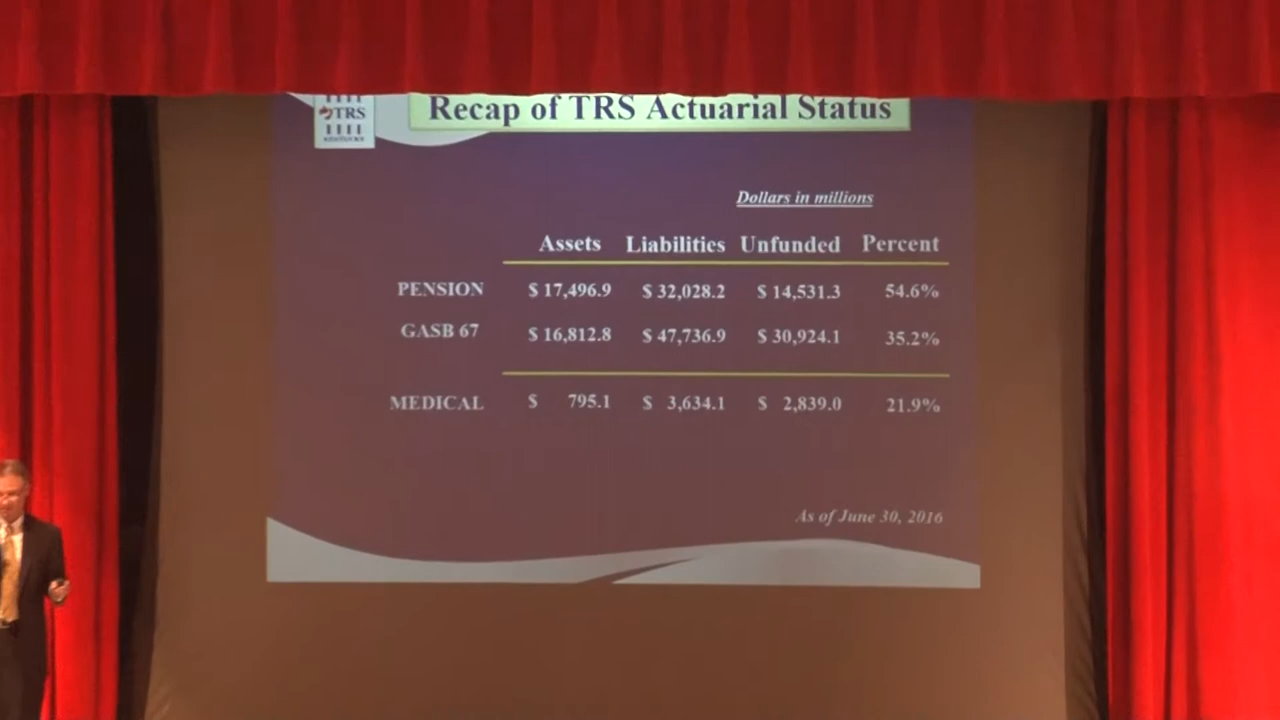 Recap of TRS Actuarial Status
TRS
KENTUCKY
Dollars in millions
Assets Liabilities Unfunded Percent
PENSION $ 17,496.9 $ 32,028.2 $ 14,531.3 54.6%
GASB 67 $ 16,812.8 $ 47,736.9 $ 30,924.1 35.2%
MEDICAL $ 795.1 $ 3,634.1 $ 2,839.0 21.9%
As of June 30, 2016